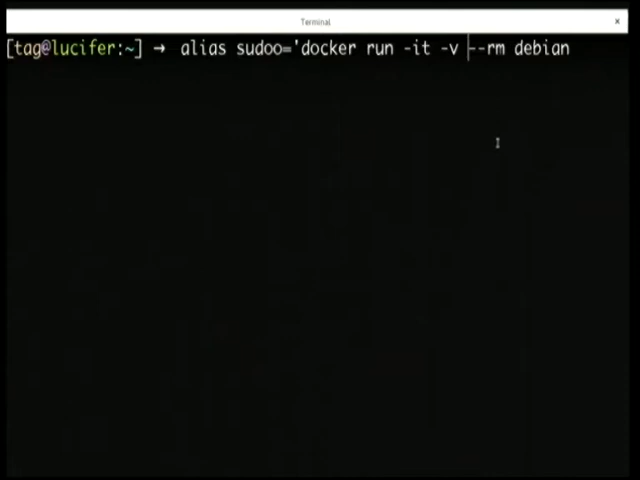 Terminal
[tag@lucifer:~] → alias sudoo='docker run -it -v --rm debian